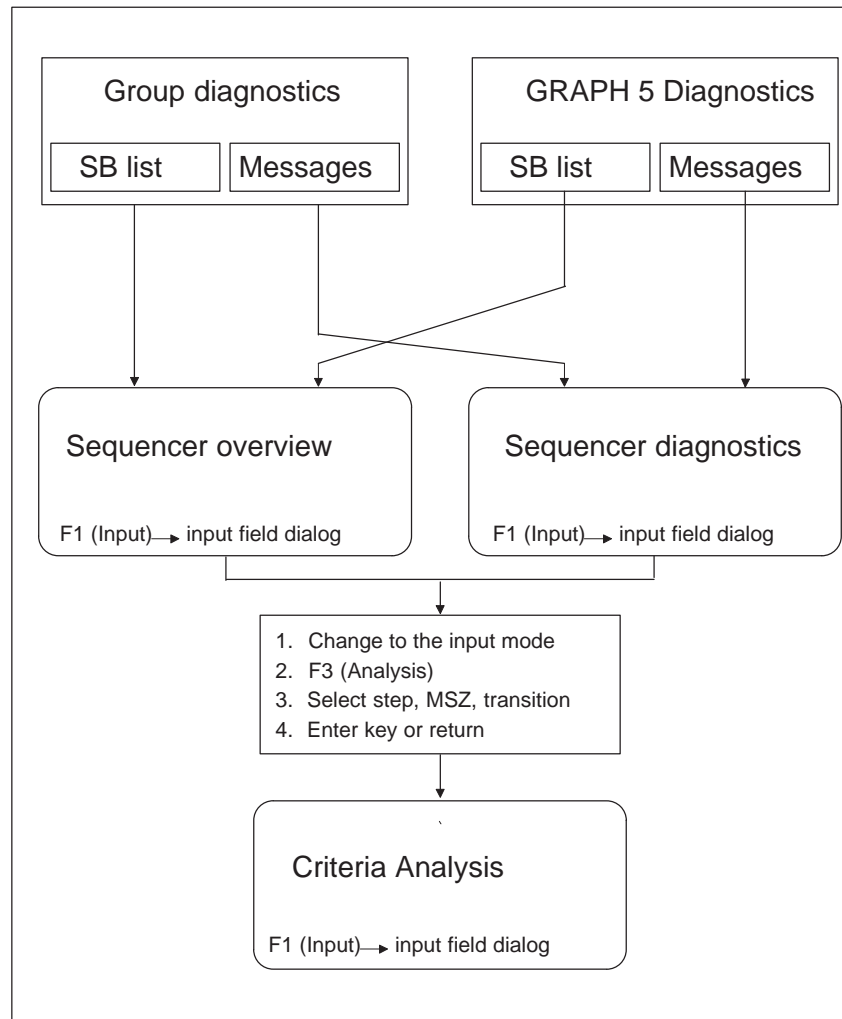 Group diagnostics
SB list
Messages
GRAPH 5 Diagnostics
SB list
Messages
Sequencer overview
F1 (Input) input field dialog
Sequencer diagnostics
F1 (Input) input field dialog
1. Change to the input mode
2. F3 (Analysis)
3. Select step, MSZ, transition
4. Enter key or return
Criteria Analysis
F1 (Input) input field dialog